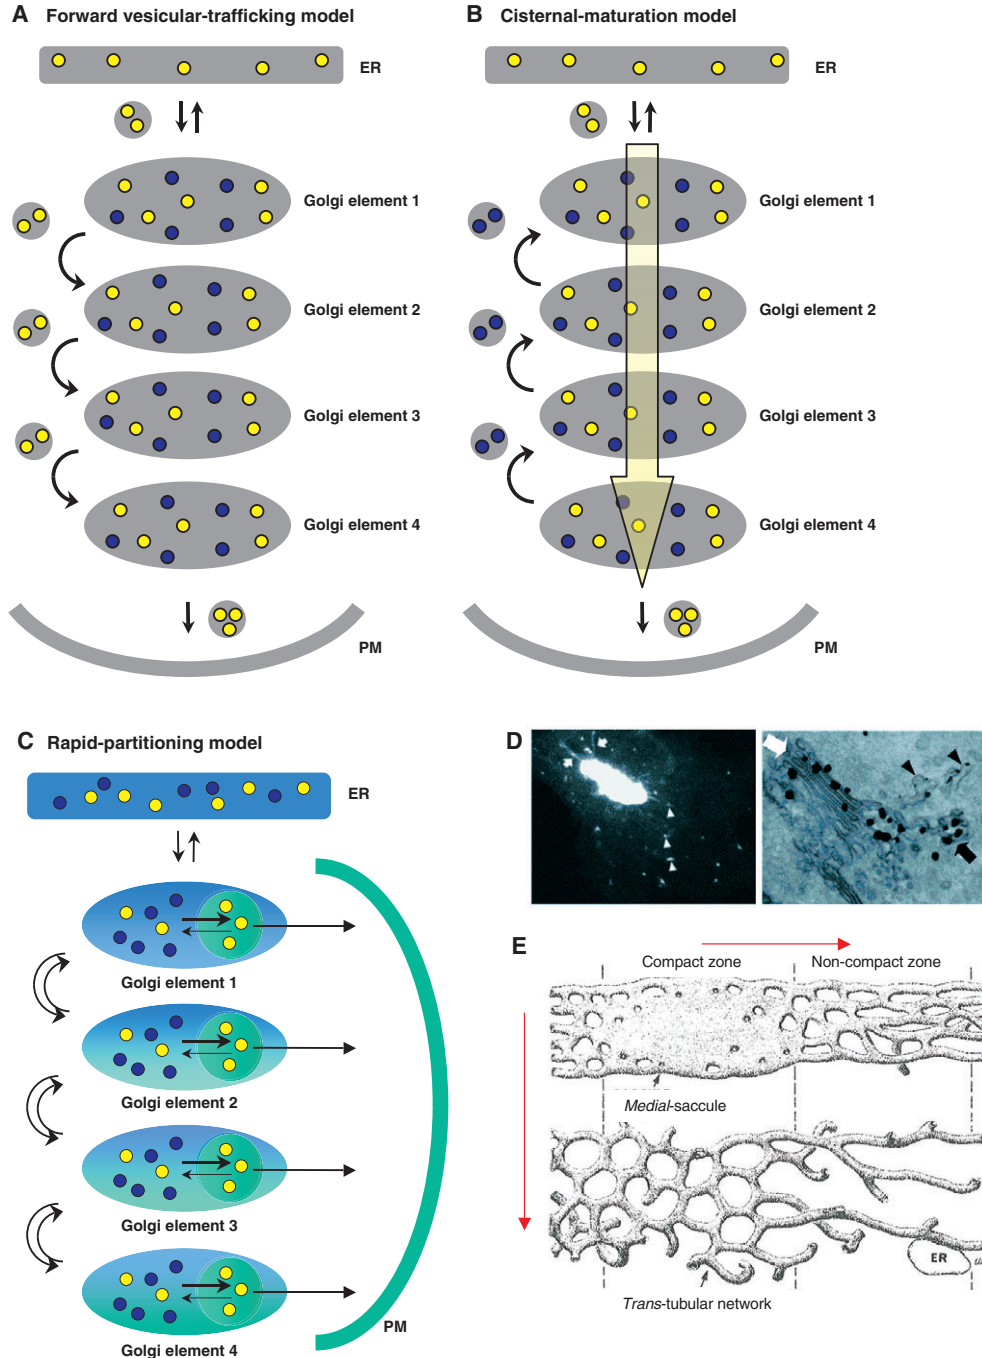 A Forward vesicular-trafficking model
ER
Golgi element 1
Golgi element 2
Golgi element 3
Golgi element 4
PM
B Cisternal-maturation model
ER
Golgi element 1
Golgi element 2
Golgi element 3
Golgi element 4
PM
C Rapid-partitioning model
ER
Golgi element 1
Golgi element 2
Golgi element 3
Golgi element 4
PM
D
E
Compact zone Non-compact zone
Medial-saccule
ER
Trans-tubular network